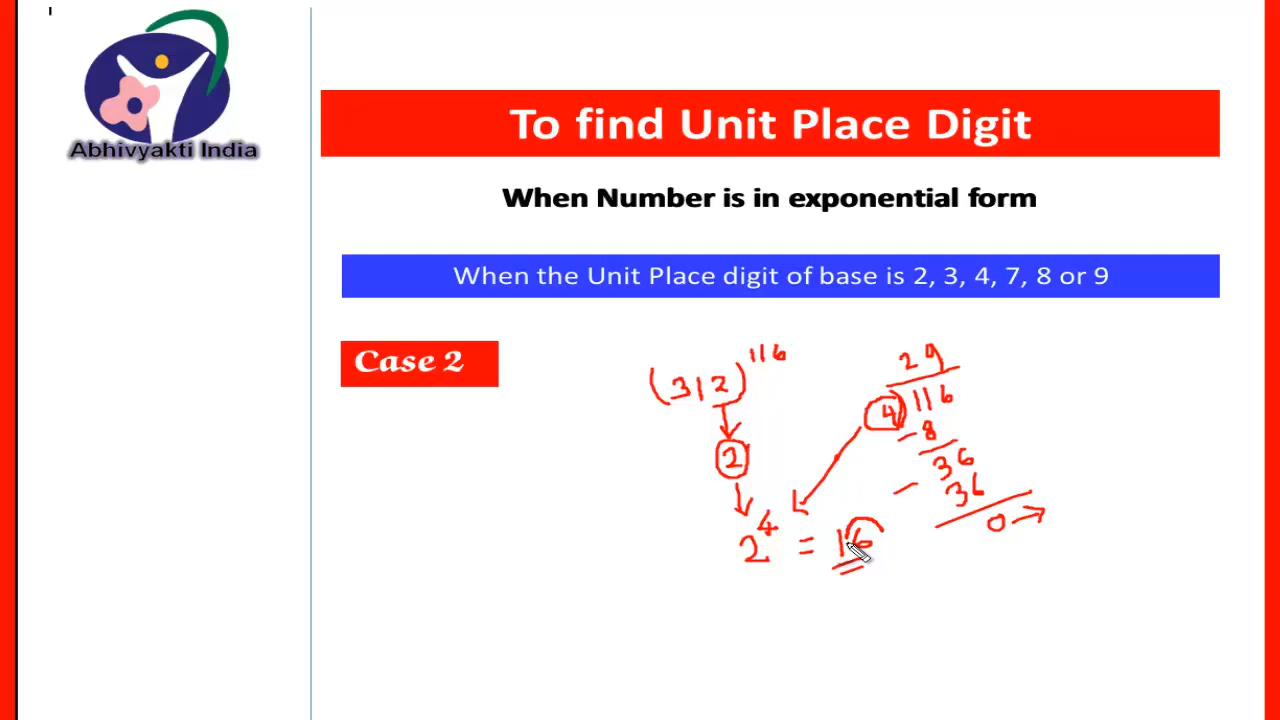 Abhivyakti India
To find Unit Place Digit
When Number is in exponential form
When the Unit Place digit of base is 2, 3, 4, 7, 8 or 9
Case 2
(312)^116
2
2^4 = 16
29
4)116
-8
36
- 36
0